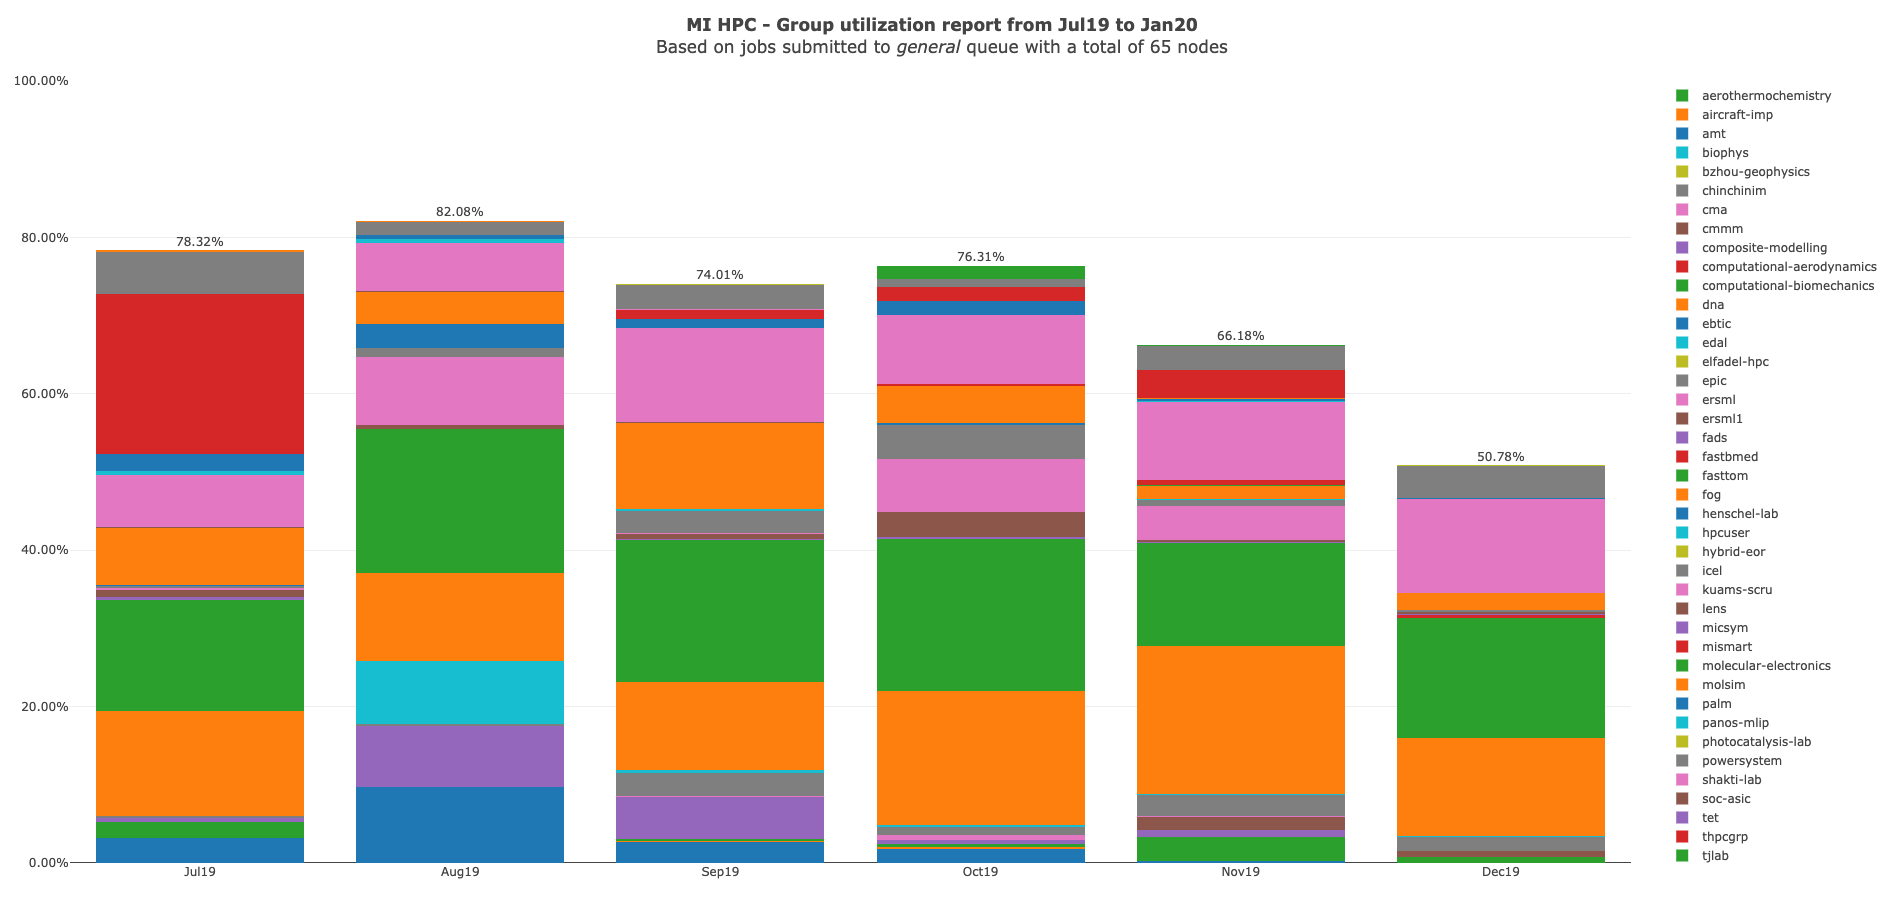 MI HPC - Group utilization report from Jul19 to Jan20
Based on jobs submitted to general queue with a total of 65 nodes
100.00%
80.00%
60.00%
40.00%
20.00%
0.00%
78.32%
82.08%
74.01%
76.31%
66.18%
50.78%
Jul19
Aug19
Sep19
Oct19
Nov19
Dec19
aerothermochemistry
aircraft-imp
amt
biophys
bzhou-geophysics
chinchinim
cma
cmmm
composite-modelling
computational-aerodynamics
computational-biomechanics
dna
ebtic
edal
elfadel-hpc
epic
ersml
ersml1
fads
fastbmed
fasttom
fog
henschel-lab
hpcuser
hybrid-eor
icel
kuams-scru
lens
micsym
mismart
molecular-electronics
molsim
palm
panos-mlip
photocatalysis-lab
powersystem
shakti-lab
soc-asic
tet
thpcgrp
tjlab